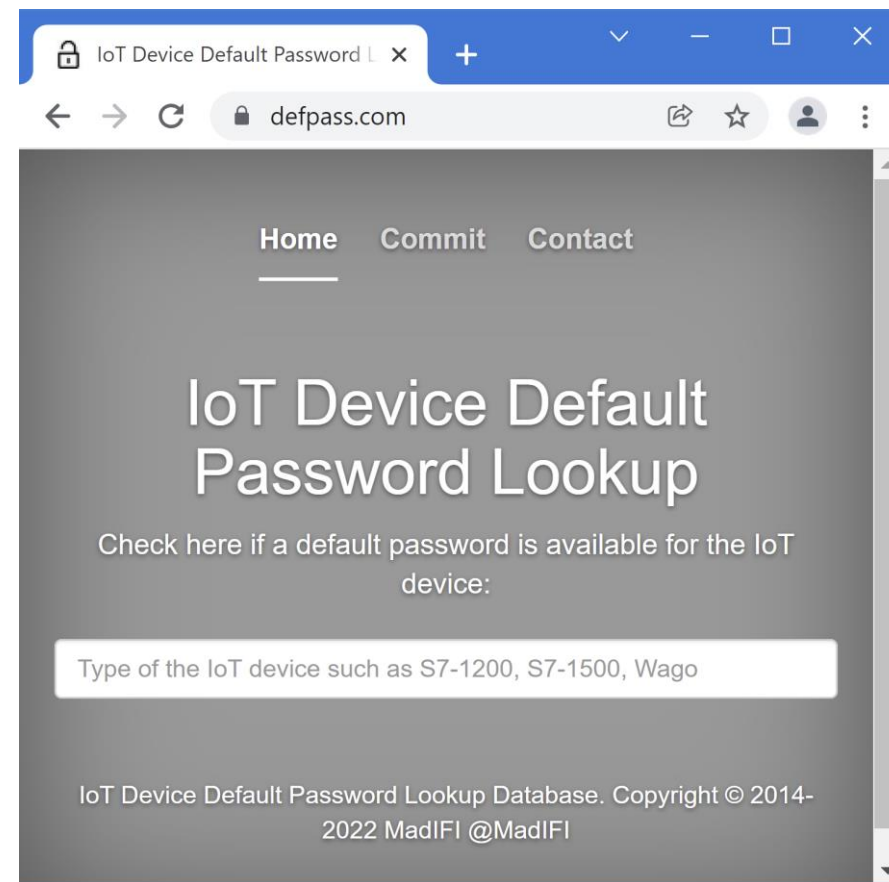 IoT Device Default Password L
defpass.com
Home Commit Contact
IoT Device Default
Password Lookup
Check here if a default password is available for the IoT
device:
Type of the IoT device such as S7-1200, S7-1500, Wago
IoT Device Default Password Lookup Database. Copyright © 2014-
2022 MadIFI @MadIFI